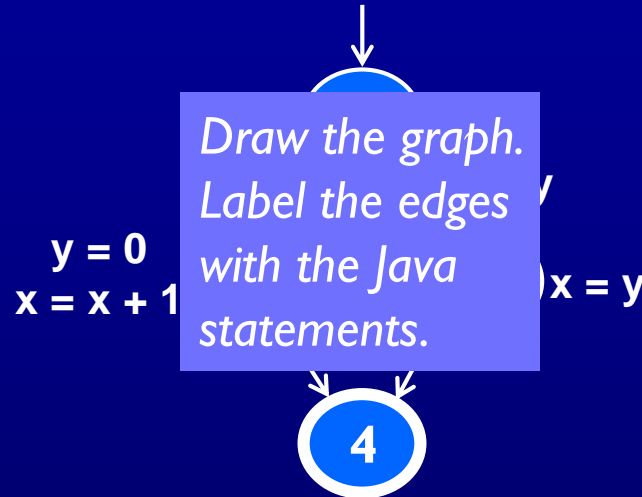 Draw the graph.
Label the edges
with the Java
statements.
y = 0
x = x + 1
x = y
4